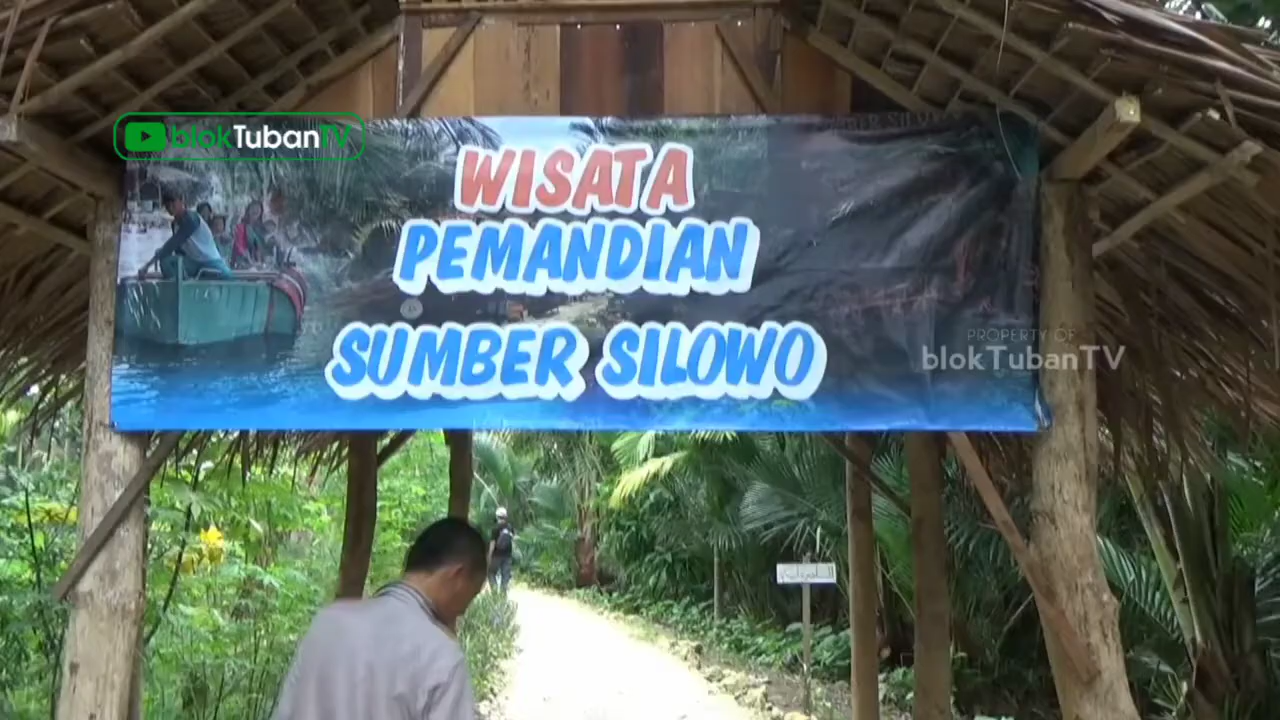 blokTubanTV
WISATA
PEMANDIAN
SUMBER SILOWO
PROPERTY OF
blokTubanTV